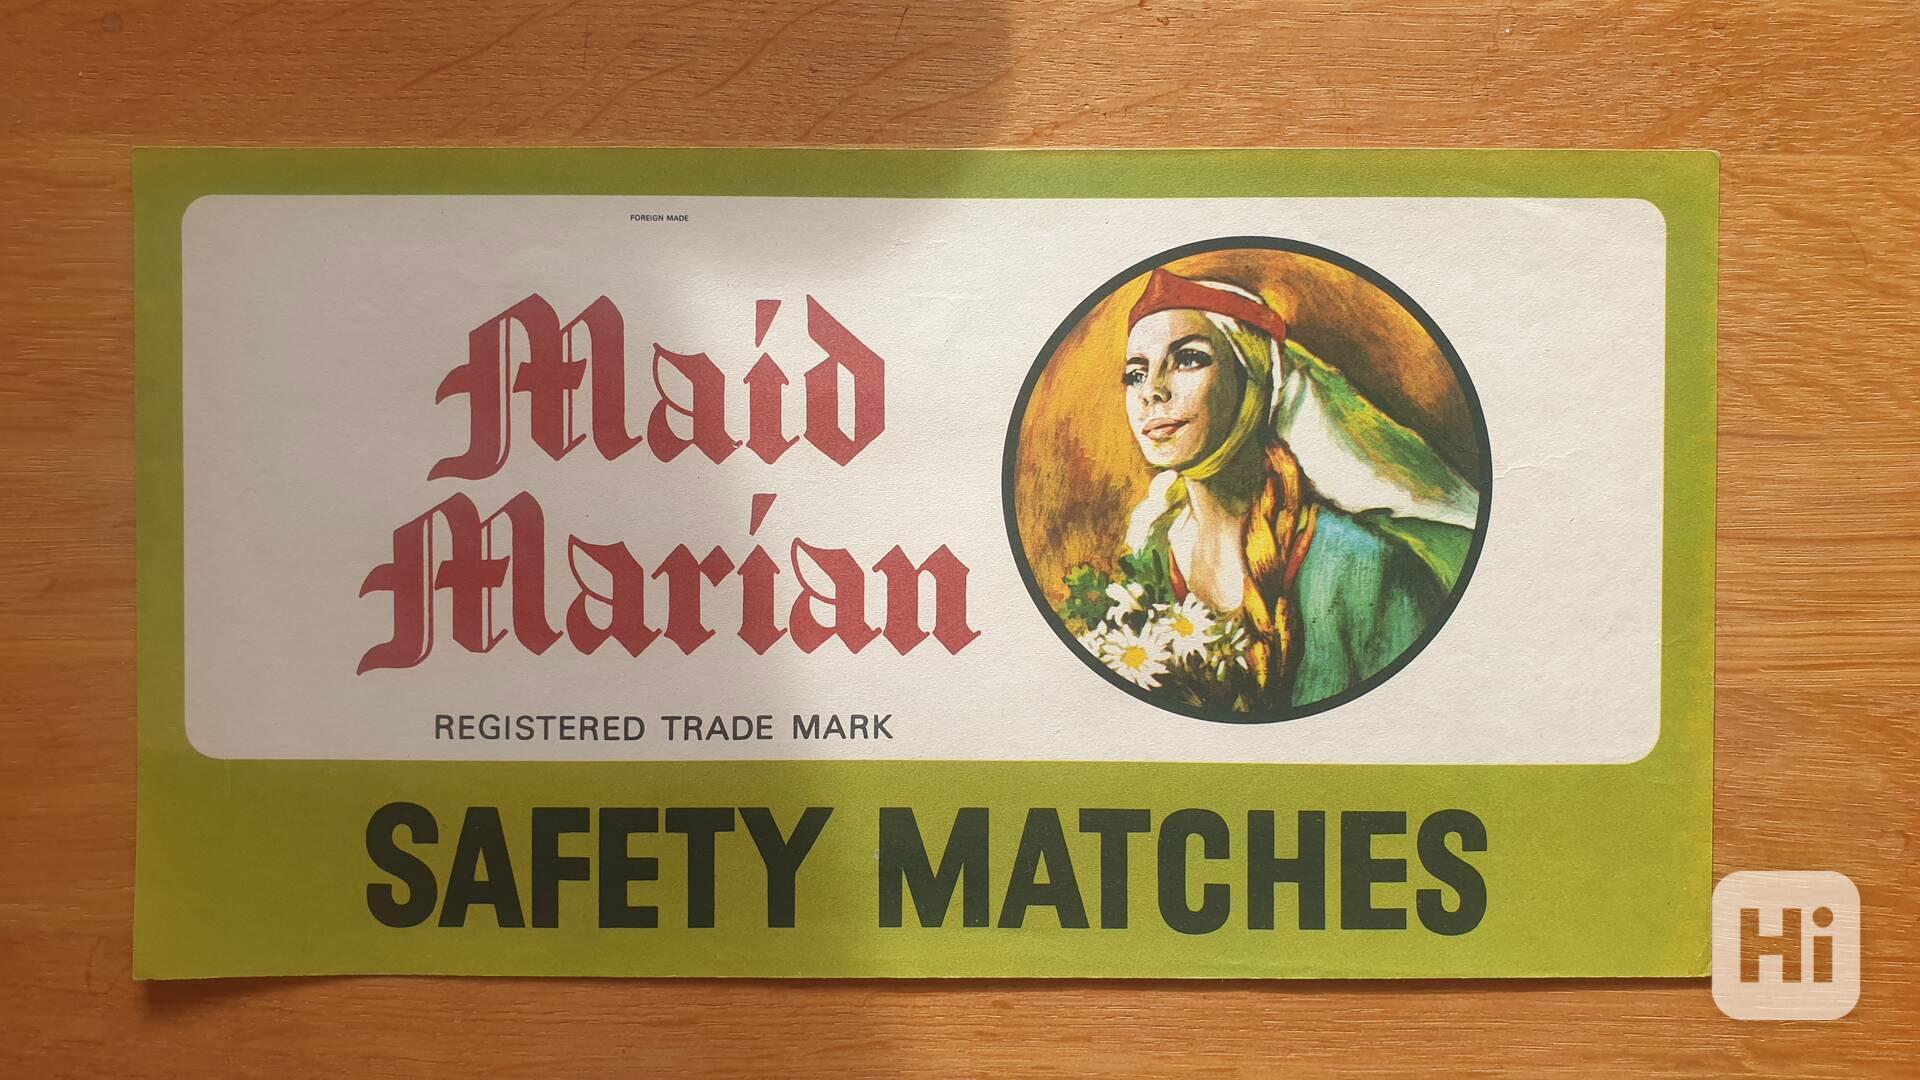 FOREIGN MADE
Maid
Marian
REGISTERED TRADE MARK
SAFETY MATCHES
Hi